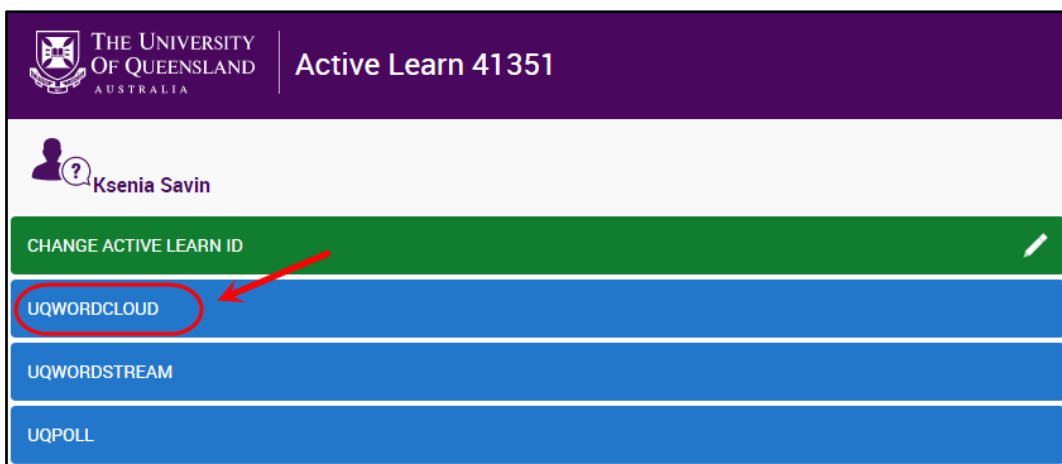 THE UNIVERSITY
OF QUEENSLAND
AUSTRALIA
Active Learn 41351
?
Ksenia Savin
CHANGE ACTIVE LEARN ID
UQWORDCLOUD
UQWORDSTREAM
UQPOLL